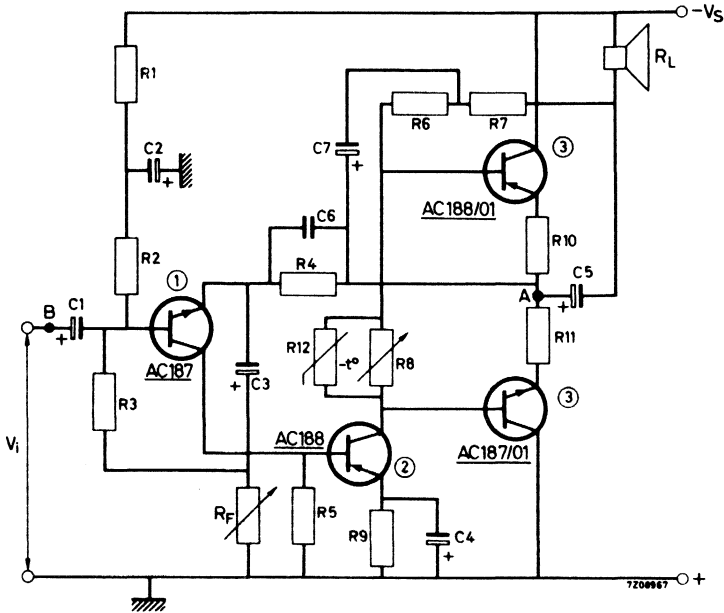 −VS
R1
RL
R6
R7
C2
+
C7
+
③
AC188/01
C6
R2
R4
R10
①
C5
A
+
B
C1
+
R11
AC187
R12
-t°
R8
C3
+
R3
③
AC188
AC187/01
②
Vi
RF
R5
R9
C4
+
7Z08967
+